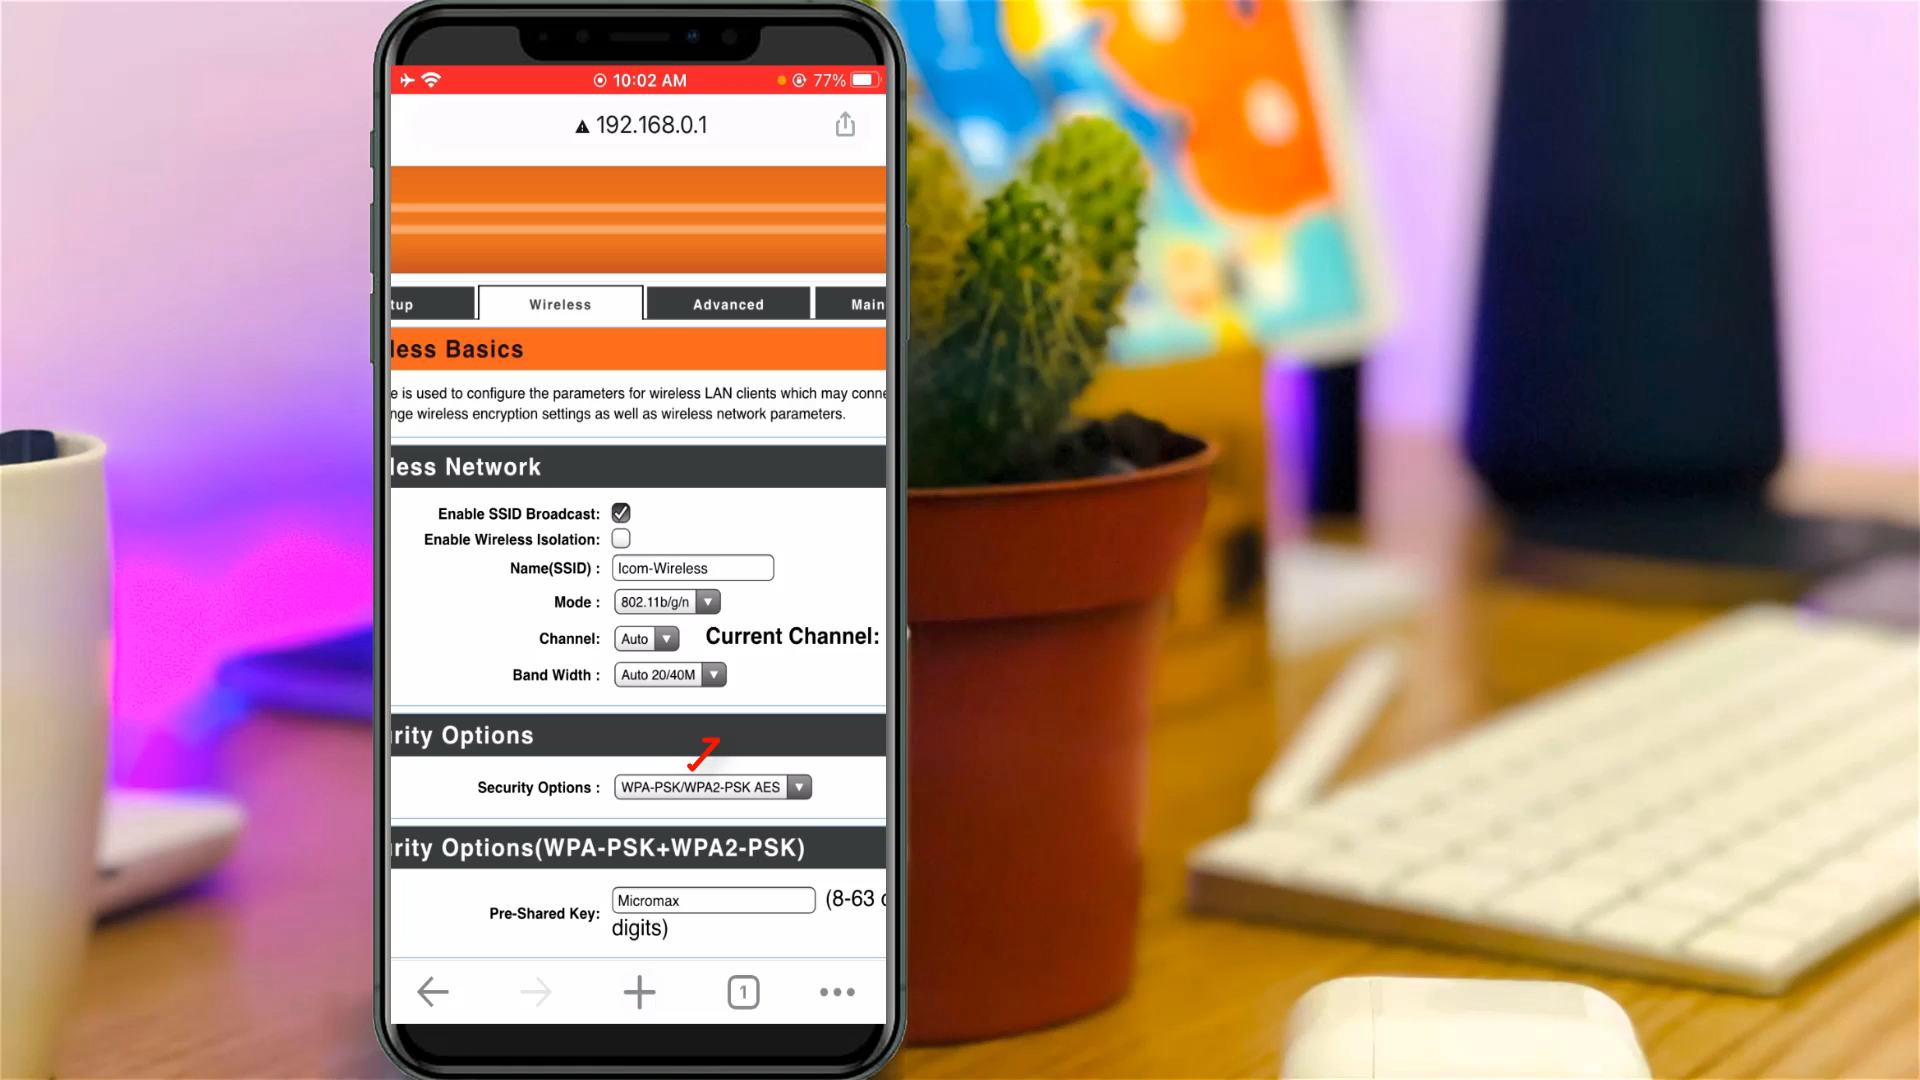 10:02 AM 77%
192.168.0.1
tup Wireless Advanced Main
less Basics
e is used to configure the parameters for wireless LAN clients which may conne
nge wireless encryption settings as well as wireless network parameters.
less Network
Enable SSID Broadcast:
Enable Wireless Isolation:
Name(SSID) : Icom-Wireless
Mode : 802.11b/g/n
Channel: Auto Current Channel:
Band Width : Auto 20/40M
rity Options
Security Options : WPA-PSK/WPA2-PSK AES
rity Options(WPA-PSK+WPA2-PSK)
Pre-Shared Key: Micromax (8-63 c
digits)
1